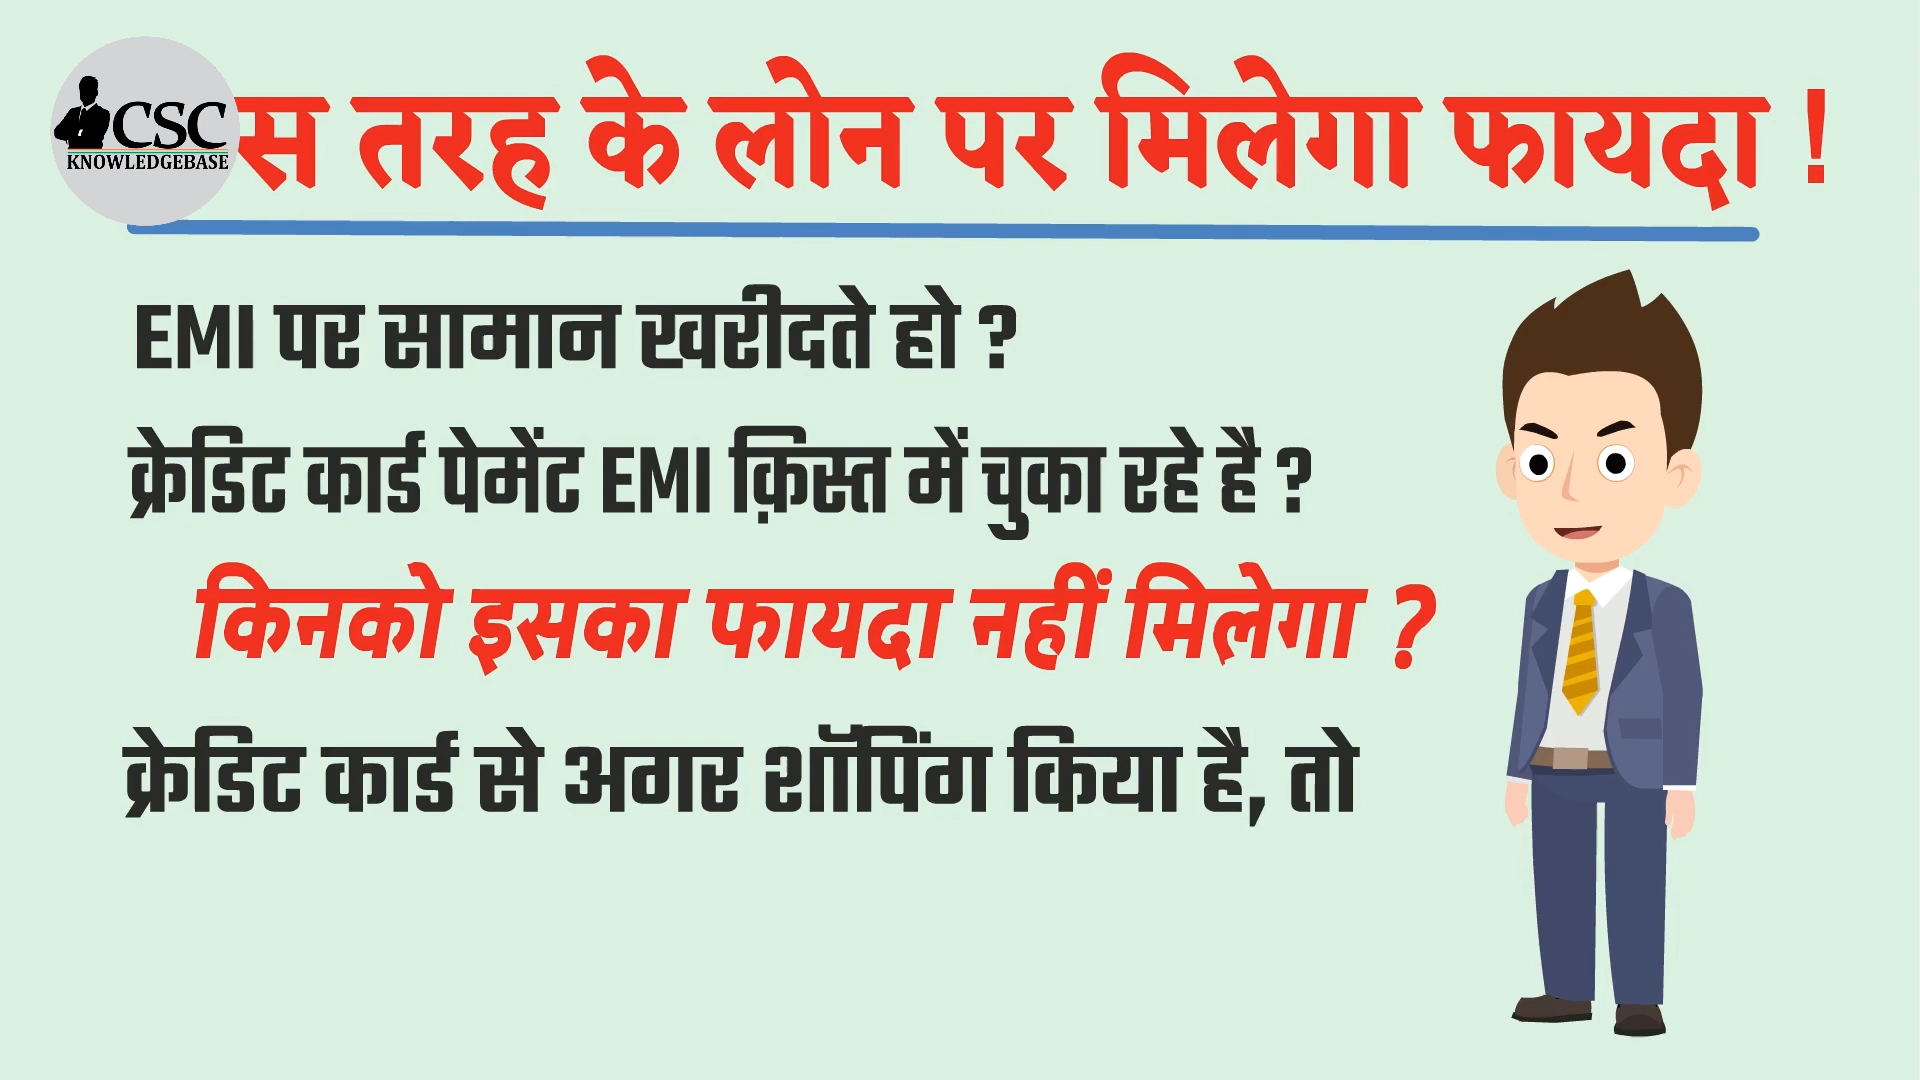 CSC
KNOWLEDGEBASE
तरह के लोन पर मिलेगा फायदा !
EMI पर सामान खरीदते हो ?
क्रेडिट कार्ड पेमेंट EMI क़िस्त में चुका रहे है ?
किनको इसका फायदा नहीं मिलेगा ?
क्रेडिट कार्ड से अगर शॉपिंग किया है, तो